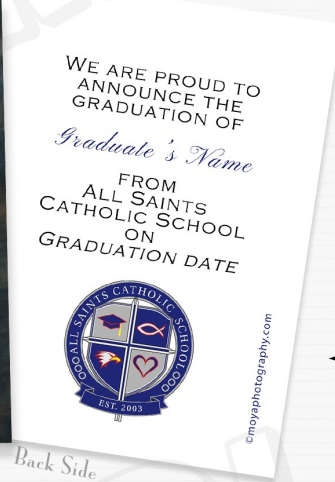 WE ARE PROUD TO
ANNOUNCE THE
GRADUATION OF
Graduate's Name
FROM
ALL SAINTS
CATHOLIC SCHOOL
ON
GRADUATION DATE
ALL SAINTS CATHOLIC SCHOOL
EST. 2003
©moyaphotography.com
Back Side